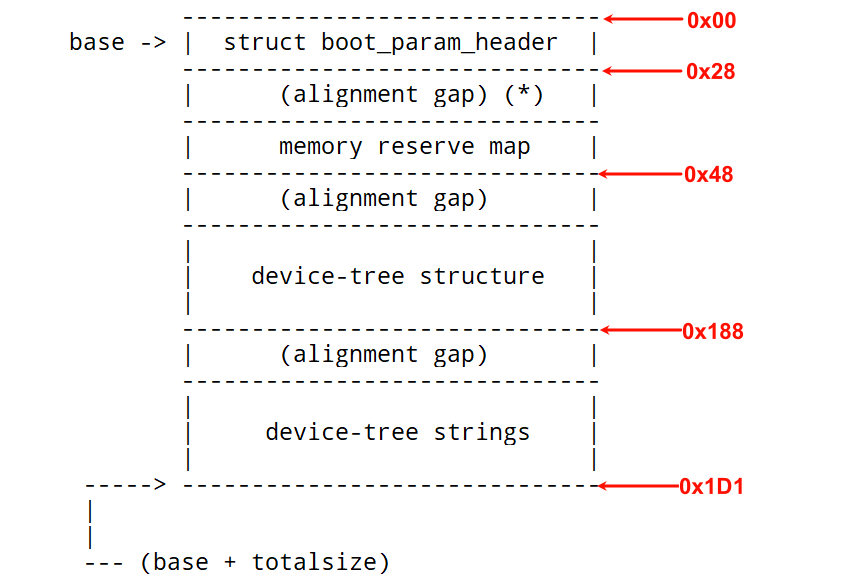 ------------------------------ 0x00
base -> | struct boot_param_header |
------------------------------ 0x28
| (alignment gap) (*) |
------------------------------
| memory reserve map |
------------------------------ 0x48
| (alignment gap) |
------------------------------
| |
| device-tree structure |
| |
------------------------------ 0x188
| (alignment gap) |
------------------------------
| |
| device-tree strings |
| |
-----> ------------------------------ 0x1D1
|
|
--- (base + totalsize)